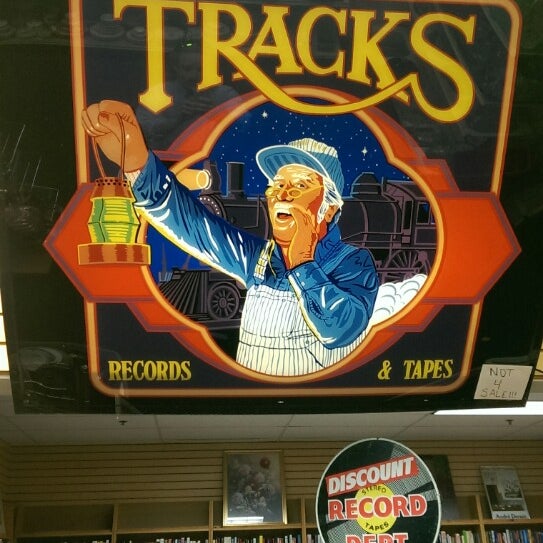 TRACKS
RECORDS
& TAPES
NOT
4
SALE!!!
DISCOUNT
STEREO
RECORD
TAPES
DEPT